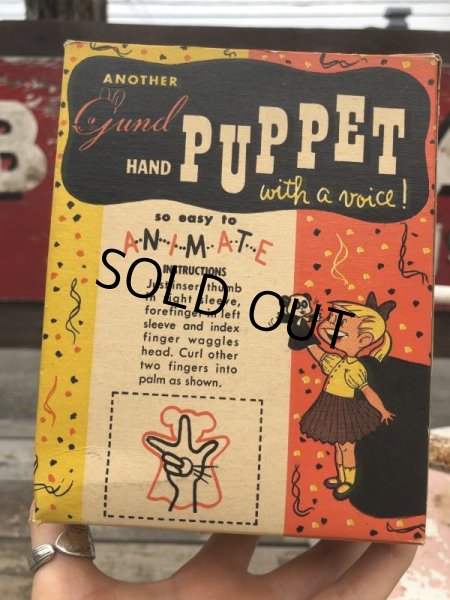 ANOTHER
Gund
HAND PUPPET
with a voice!
so easy to
A·N·I·M·A·T·E
INSTRUCTIONS
Just insert thumb
in right sleeve,
forefinger in left
sleeve and index
finger waggles
head. Curl other
two fingers into
palm as shown.
SOLD OUT
B